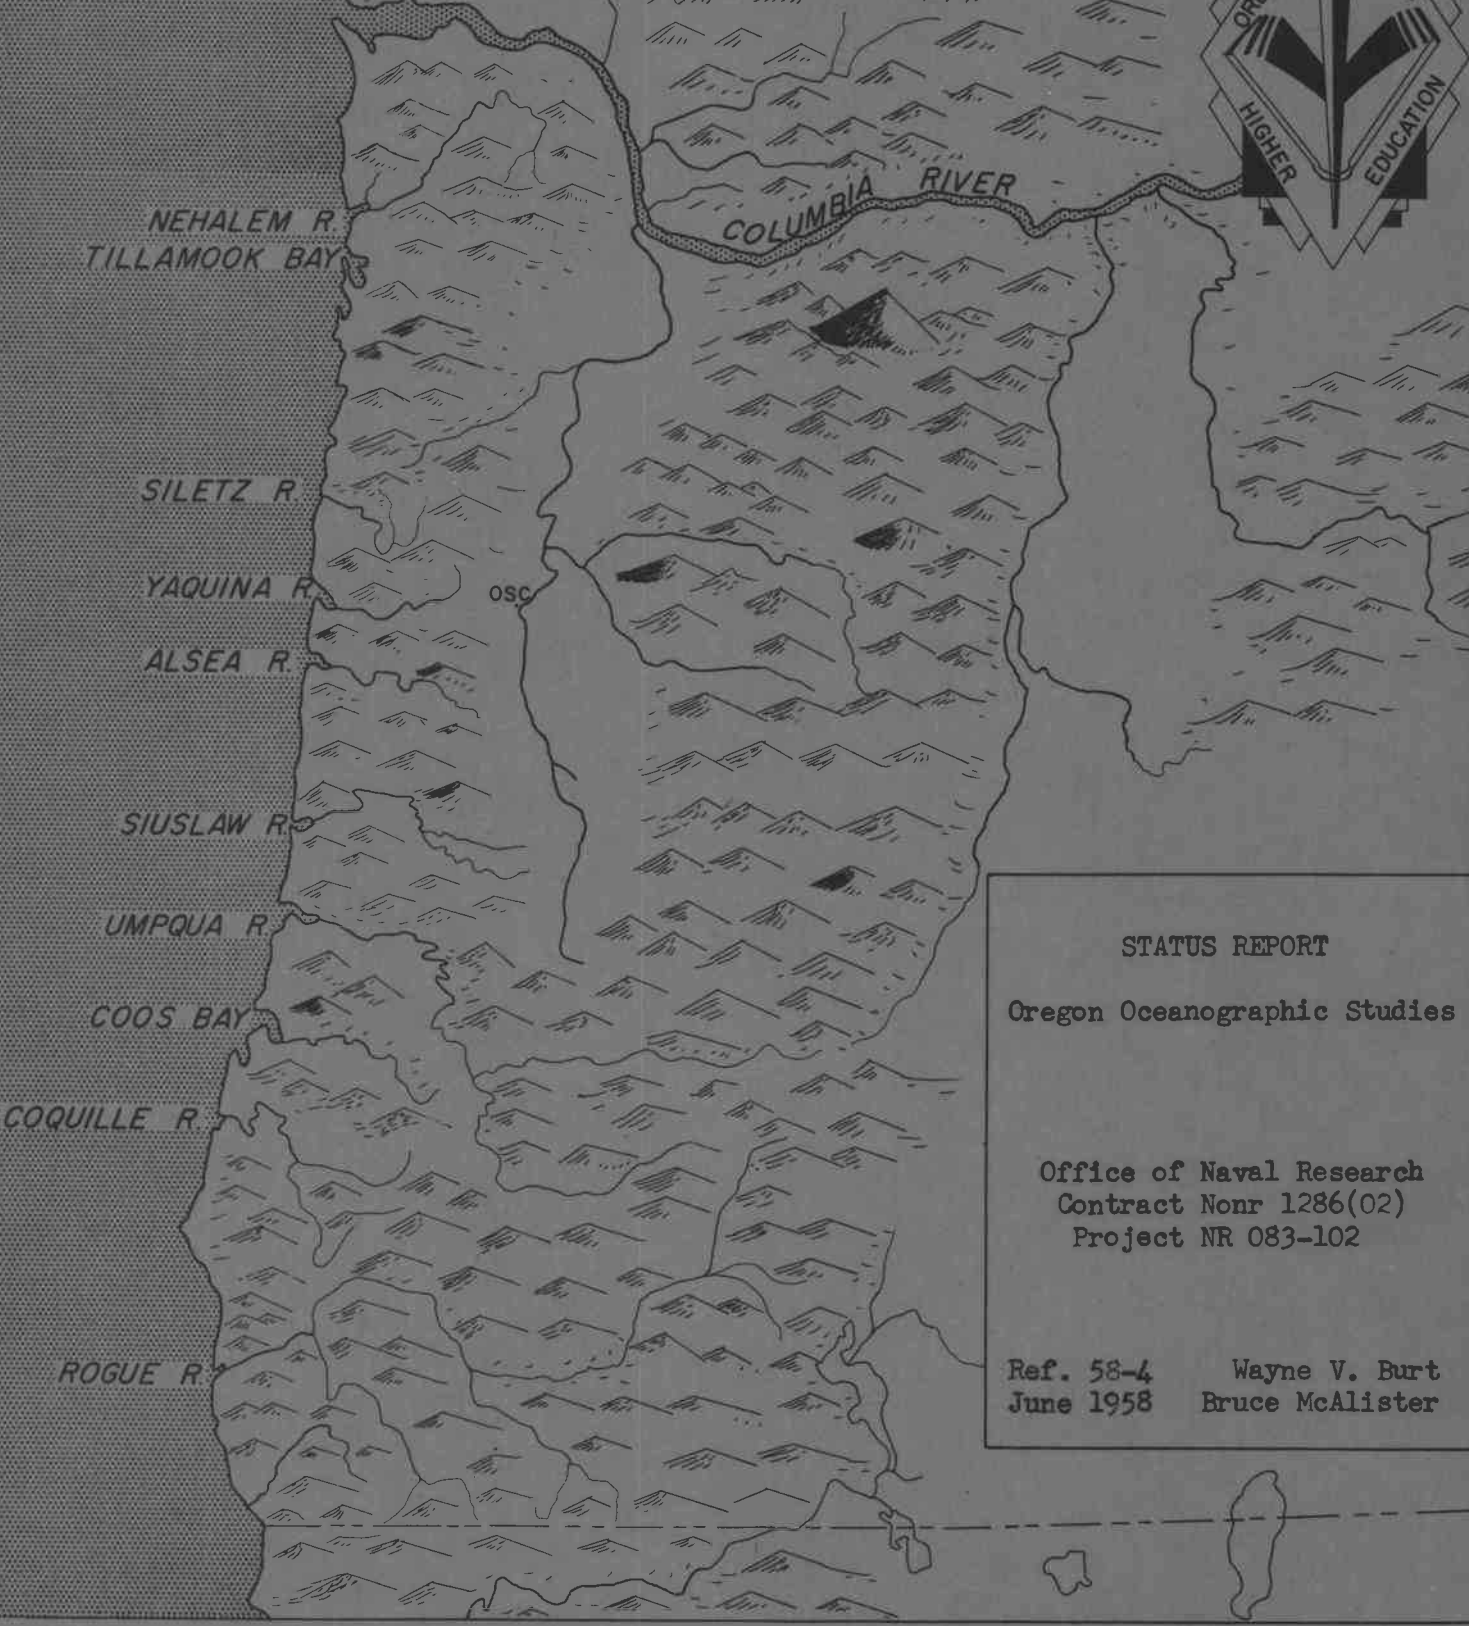 HIGHER
EDUCATION
COLUMBIA RIVER
NEHALEM R.
TILLAMOOK BAY
SILETZ R.
YAQUINA R.
OSC
ALSEA R.
SIUSLAW R.
UMPQUA R.
COOS BAY
COQUILLE R.
ROGUE R.
STATUS REPORT
Oregon Oceanographic Studies
Office of Naval Research
Contract Nonr 1286(02)
Project NR 083-102
Ref. 58-4 Wayne V. Burt
June 1958 Bruce McAlister